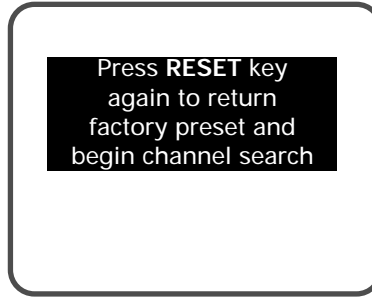 Press RESET key
again to return
factory preset and
begin channel search